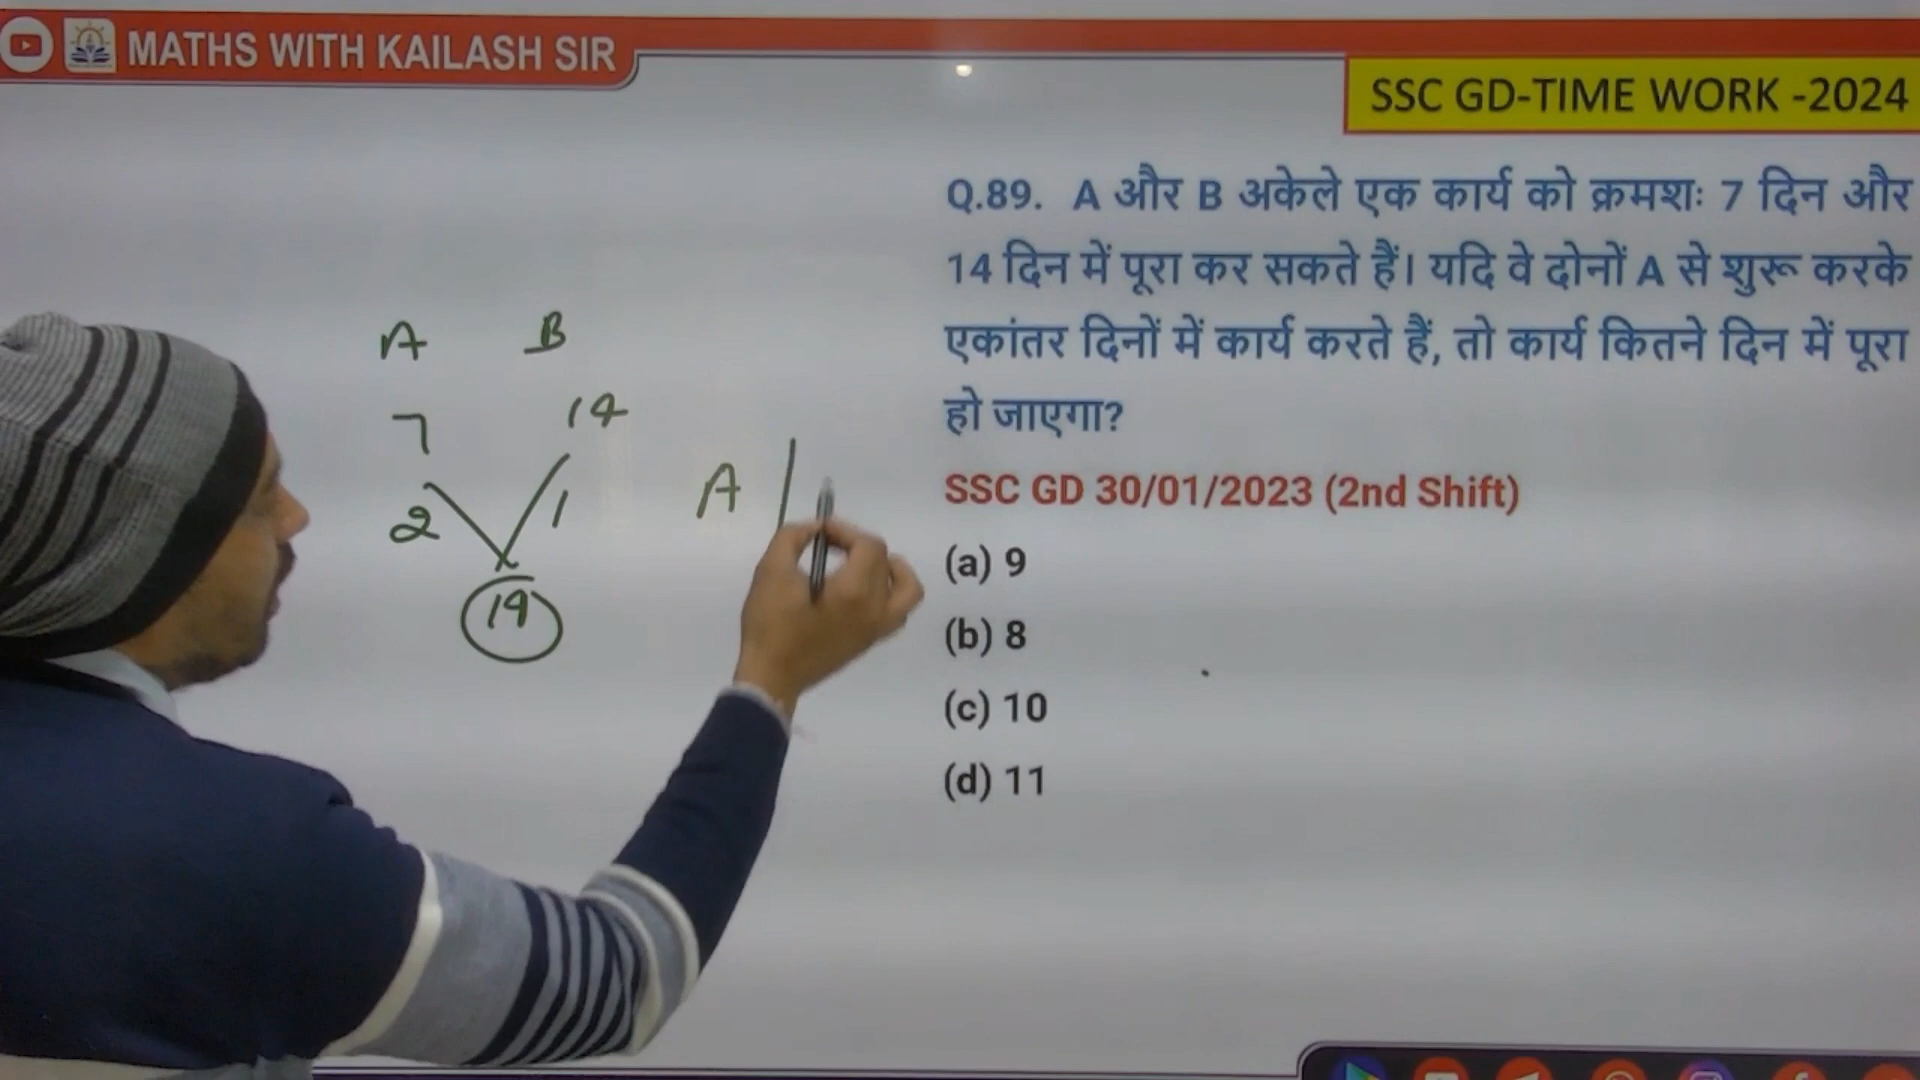 MATHS WITH KAILASH SIR
SSC GD-TIME WORK -2024
Q.89. A और B अकेले एक कार्य को क्रमशः 7 दिन और
14 दिन में पूरा कर सकते हैं। यदि वे दोनों A से शुरू करके
एकांतर दिनों में कार्य करते हैं, तो कार्य कितने दिन में पूरा
हो जाएगा?
SSC GD 30/01/2023 (2nd Shift)
(a) 9
(b) 8
(c) 10
(d) 11
A B
7 14
2 1
14
A